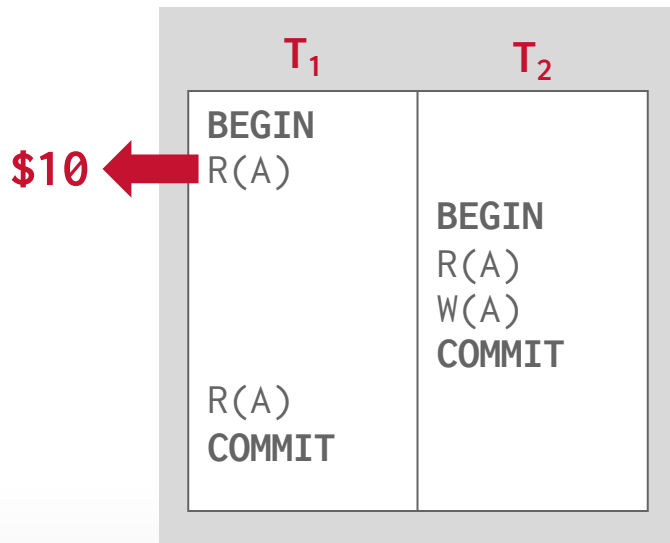 T₁ T₂
BEGIN
$10 R(A)
BEGIN
R(A)
W(A)
COMMIT
R(A)
COMMIT